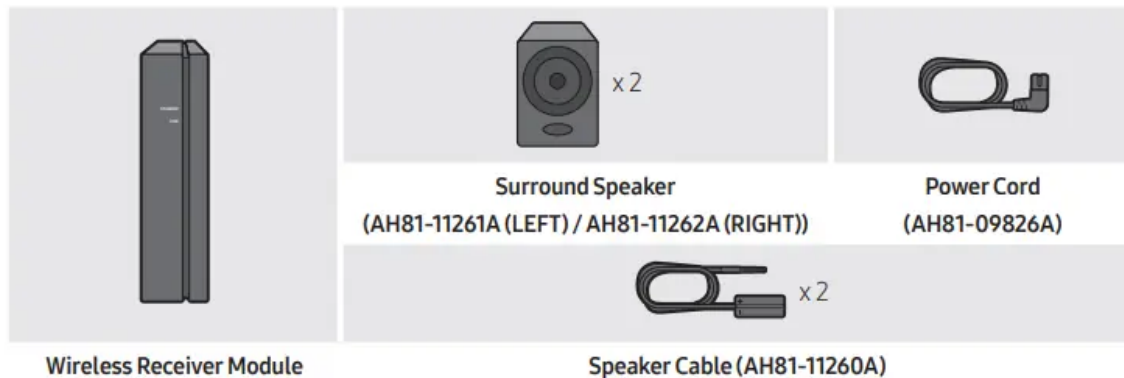 x 2
Surround Speaker
(AH81-11261A (LEFT) / AH81-11262A (RIGHT))
Power Cord
(AH81-09826A)
x 2
Wireless Receiver Module
Speaker Cable (AH81-11260A)